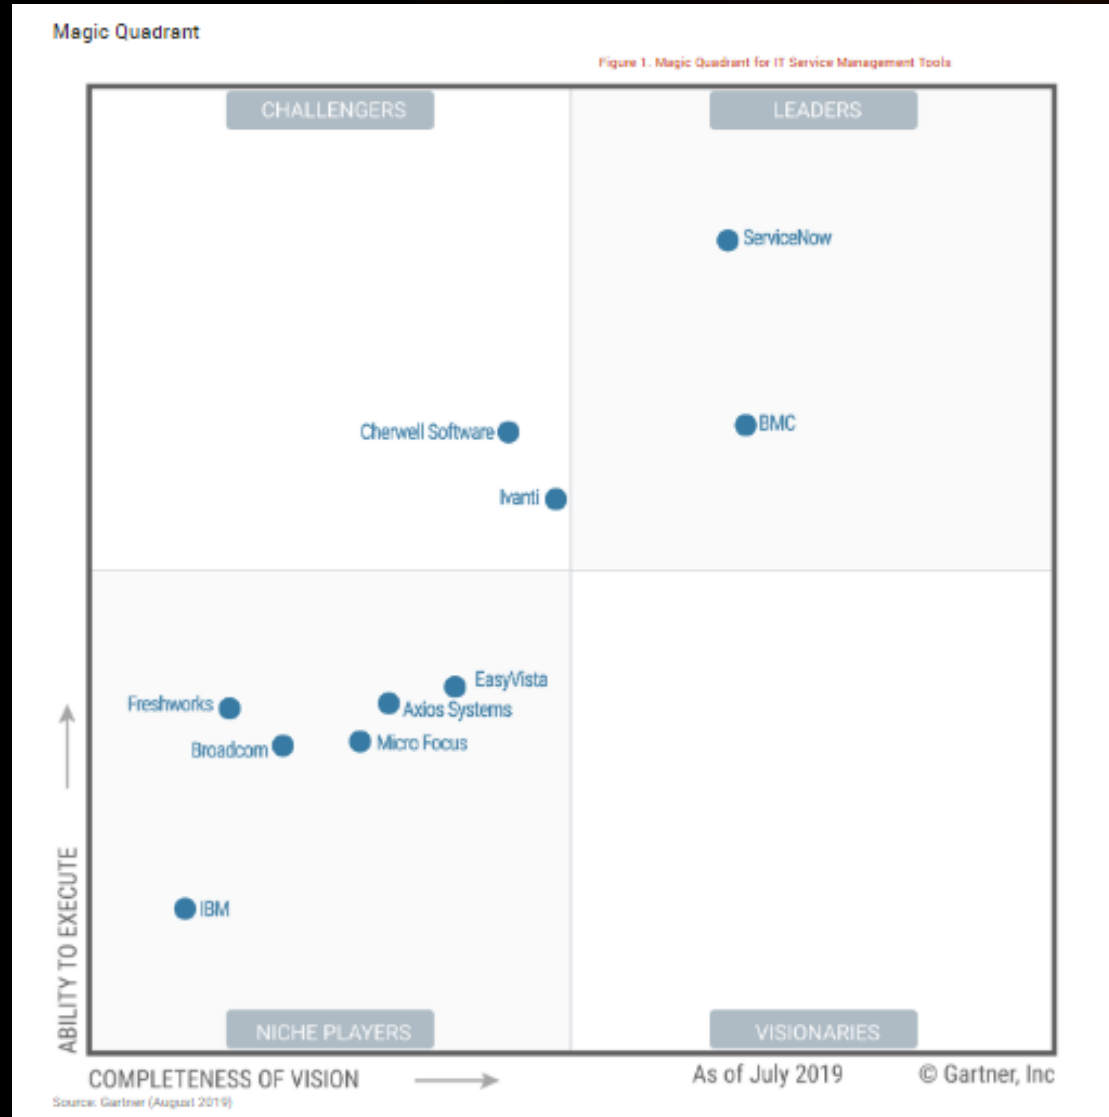 Magic Quadrant
Figure 1. Magic Quadrant for IT Service Management Tools
CHALLENGERS
LEADERS
ServiceNow
Cherwell Software
BMC
Ivanti
EasyVista
Freshworks
Axios Systems
Broadcom
Micro Focus
IBM
ABILITY TO EXECUTE
NICHE PLAYERS
VISIONARIES
COMPLETENESS OF VISION
As of July 2019
© Gartner, Inc
Source: Gartner (August 2019)